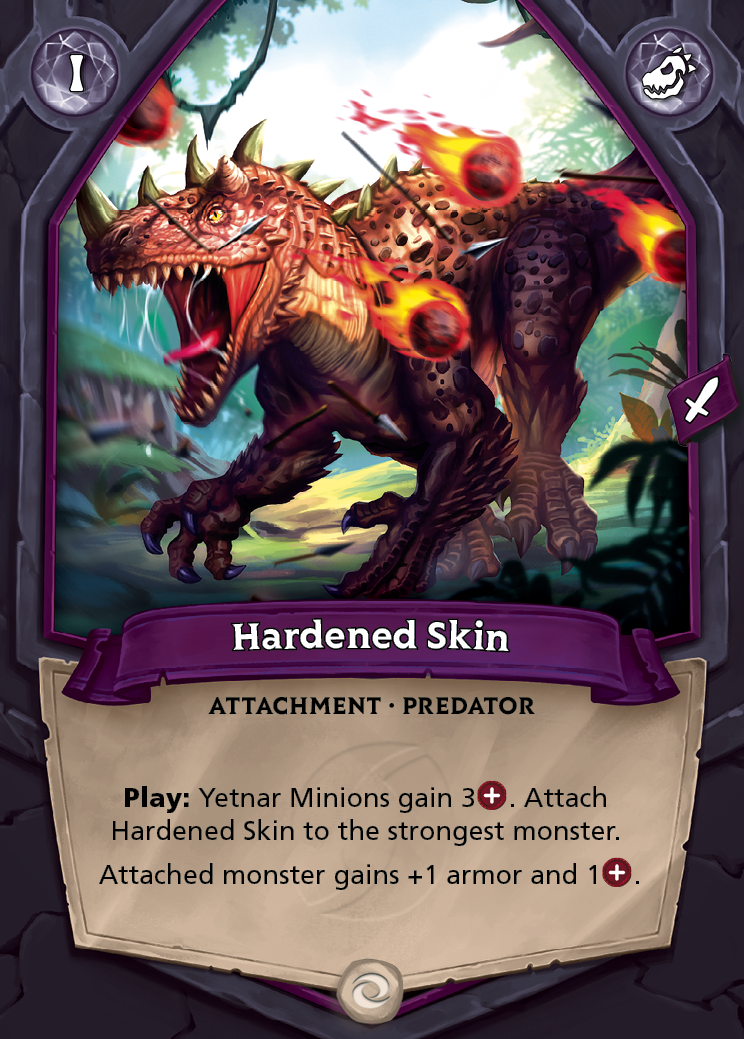 I
Hardened Skin
ATTACHMENT · PREDATOR
Play: Yetnar Minions gain 3. Attach
Hardened Skin to the strongest monster.
Attached monster gains +1 armor and 1.